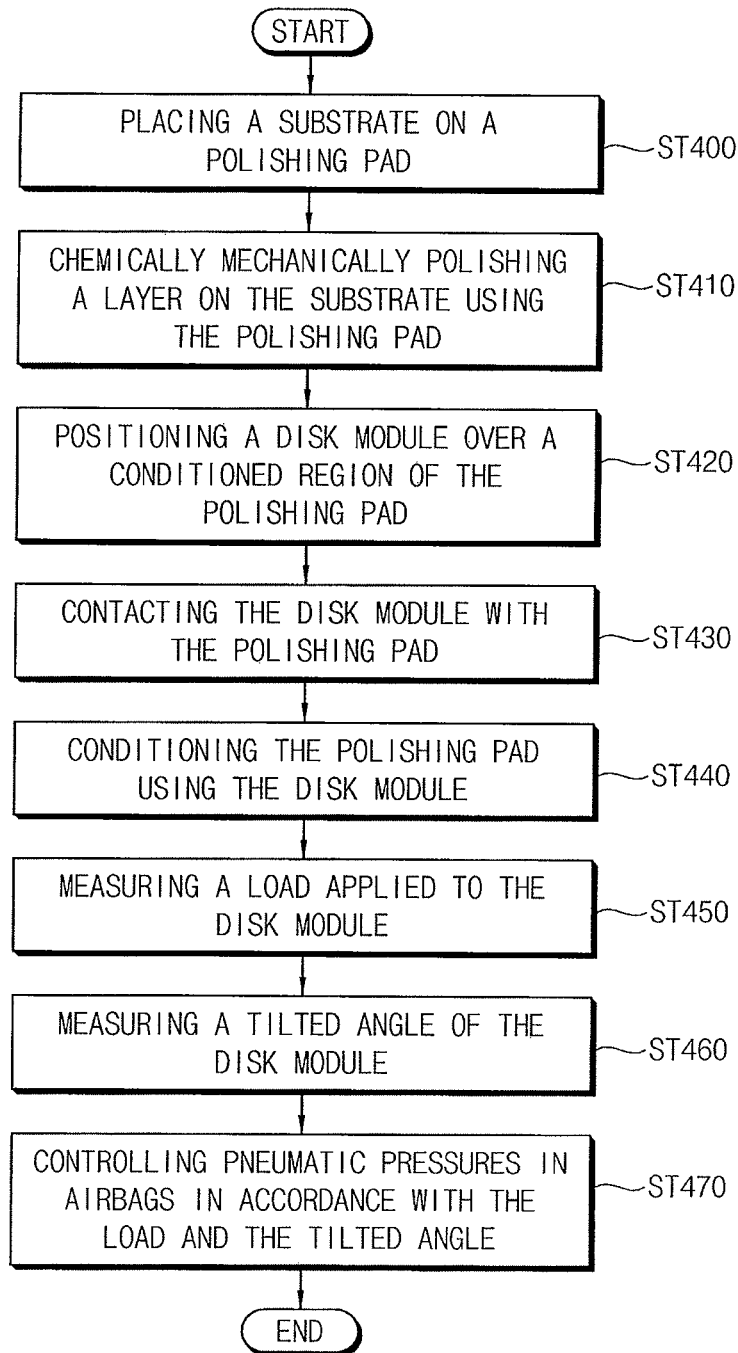 START
PLACING A SUBSTRATE ON A
POLISHING PAD
ST400
CHEMICALLY MECHANICALLY POLISHING
A LAYER ON THE SUBSTRATE USING
THE POLISHING PAD
ST410
POSITIONING A DISK MODULE OVER A
CONDITIONED REGION OF THE
POLISHING PAD
ST420
CONTACTING THE DISK MODULE WITH
THE POLISHING PAD
ST430
CONDITIONING THE POLISHING PAD
USING THE DISK MODULE
ST440
MEASURING A LOAD APPLIED TO THE
DISK MODULE
ST450
MEASURING A TILTED ANGLE OF THE
DISK MODULE
ST460
CONTROLLING PNEUMATIC PRESSURES IN
AIRBAGS IN ACCORDANCE WITH THE
LOAD AND THE TILTED ANGLE
ST470
END